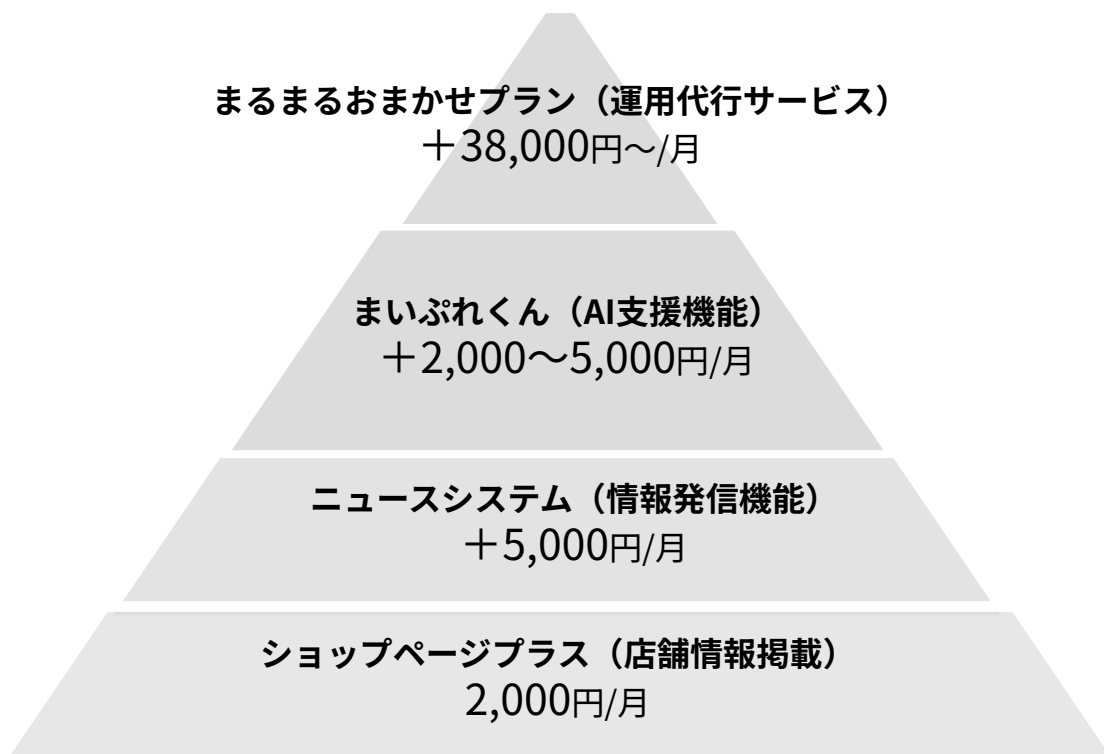 まるまるおまかせプラン（運用代行サービス）
＋38,000円～/月
まいぷれくん（AI支援機能）
＋2,000～5,000円/月
ニュースシステム（情報発信機能）
＋5,000円/月
ショップページプラス（店舗情報掲載）
2,000円/月